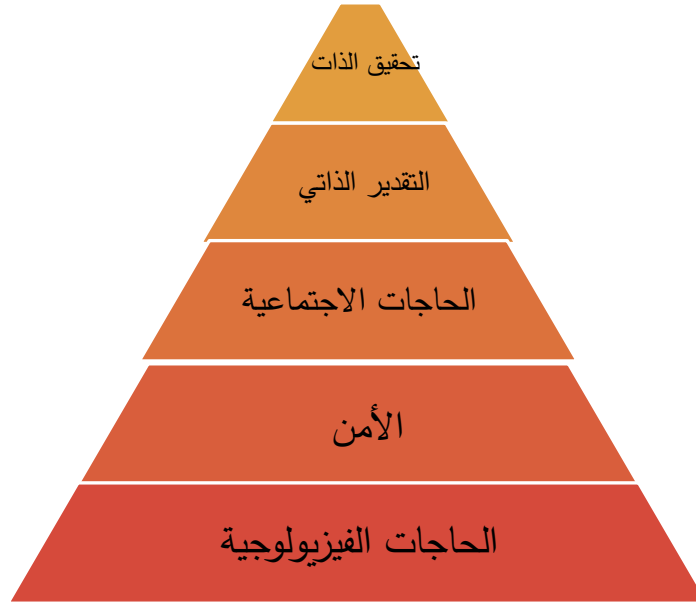 تحقيق الذات
التقدير الذاتي
الحاجات الاجتماعية
الأمن
الحاجات الفيزيولوجية